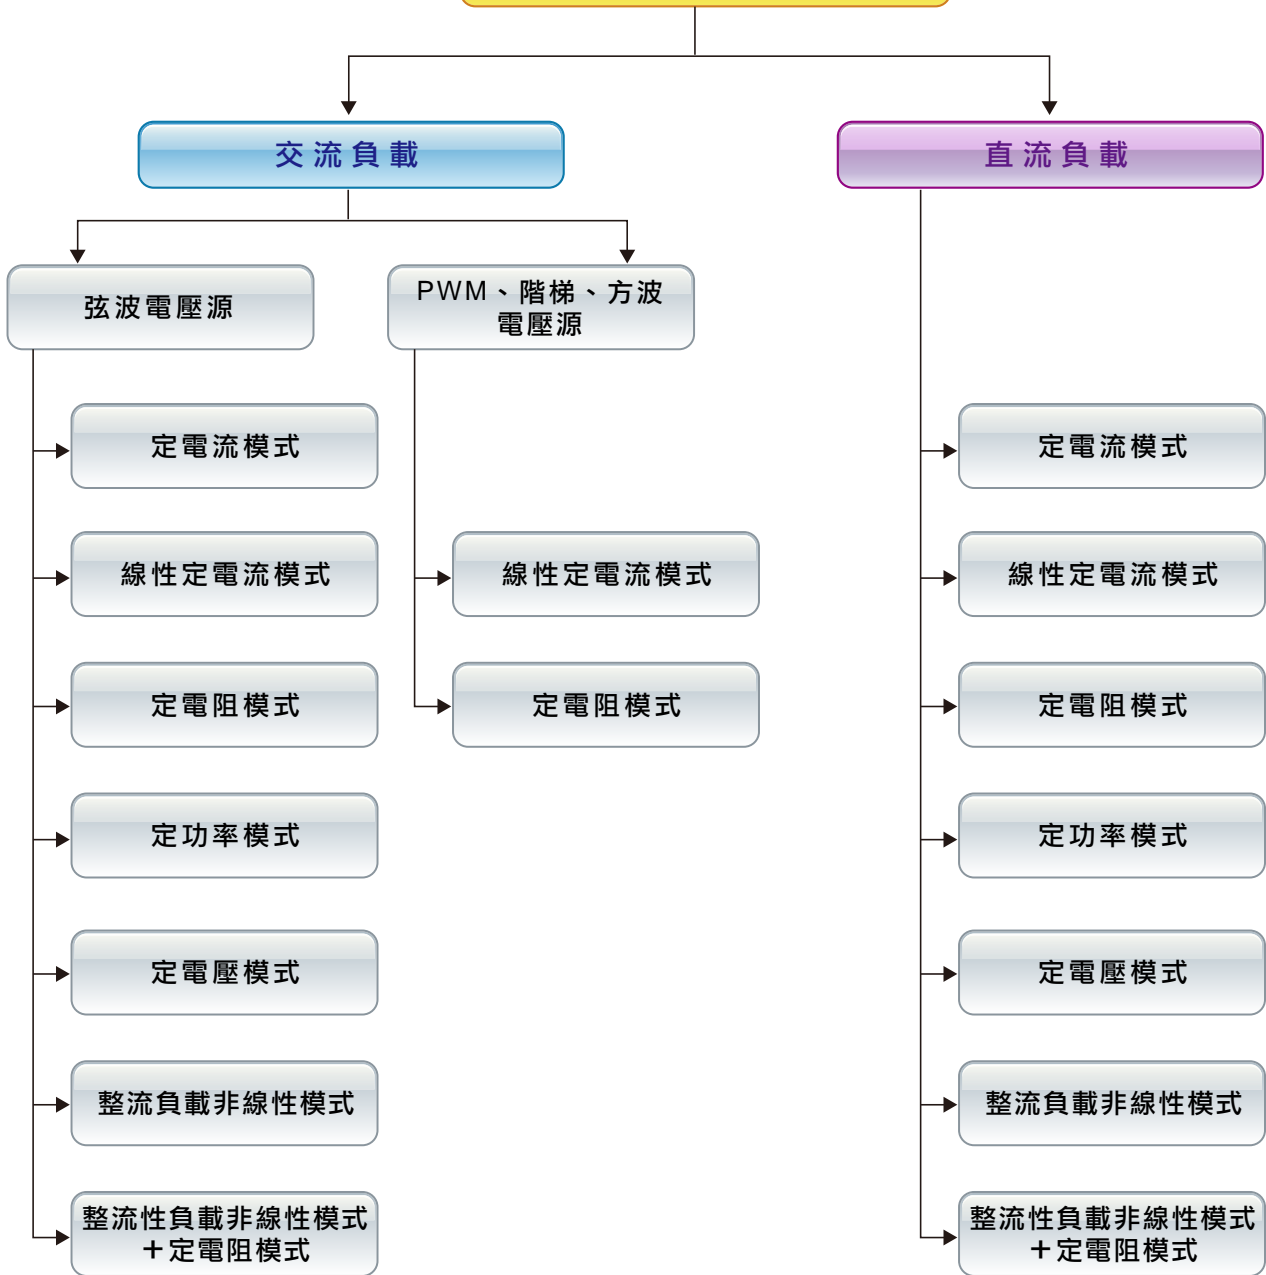 交流負載
直流負載
弦波電壓源
PWM、階梯、方波
電壓源
定電流模式
線性定電流模式
定電阻模式
定功率模式
定電壓模式
整流負載非線性模式
整流性負載非線性模式
＋定電阻模式
線性定電流模式
定電阻模式
定電流模式
線性定電流模式
定電阻模式
定功率模式
定電壓模式
整流負載非線性模式
整流性負載非線性模式
＋定電阻模式